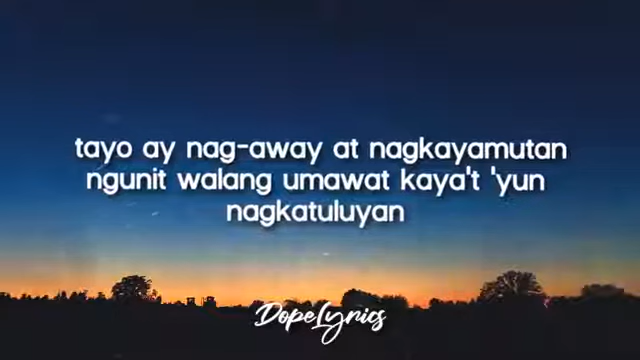 tayo ay nag-away at nagkayamutan
ngunit walang umawat kaya't 'yun
nagkatuluyan
DopeLyrics